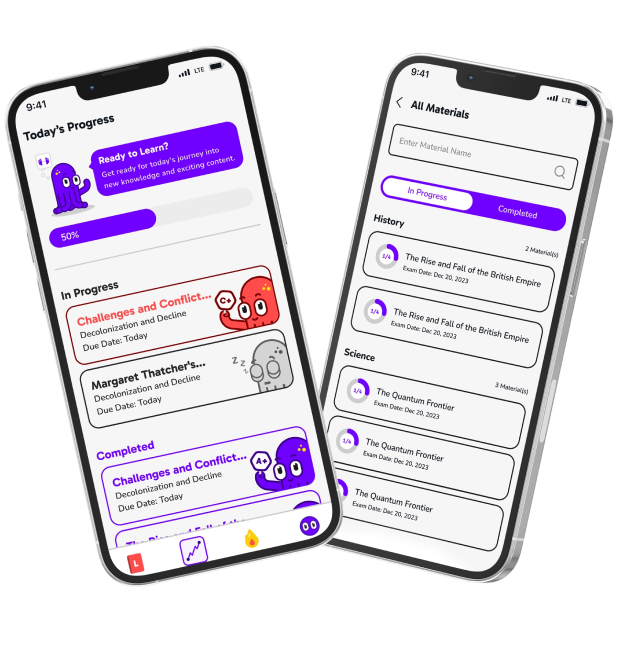 9:41
LTE
Today's Progress
Ready to Learn?
Get ready for today's journey into
new knowledge and exciting content.
50%
In Progress
Challenges and Conflict...
Decolonization and Decline
Due Date: Today
C+
Margaret Thatcher's...
Decolonization and Decline
Due Date: Today
z z z
Completed
Challenges and Conflict...
Decolonization and Decline
Due Date: Today
A+
The Rise and Fall of the
L
9:41
LTE
All Materials
Enter Material Name
In Progress
Completed
History
2 Material(s)
1/4
The Rise and Fall of the British Empire
Exam Date: Dec 20, 2023
1/4
The Rise and Fall of the British Empire
Exam Date: Dec 20, 2023
Science
3 Material(s)
1/4
The Quantum Frontier
Exam Date: Dec 20, 2023
1/4
The Quantum Frontier
Exam Date: Dec 20, 2023
The Quantum Frontier
Exam Date: Dec 20, 2023